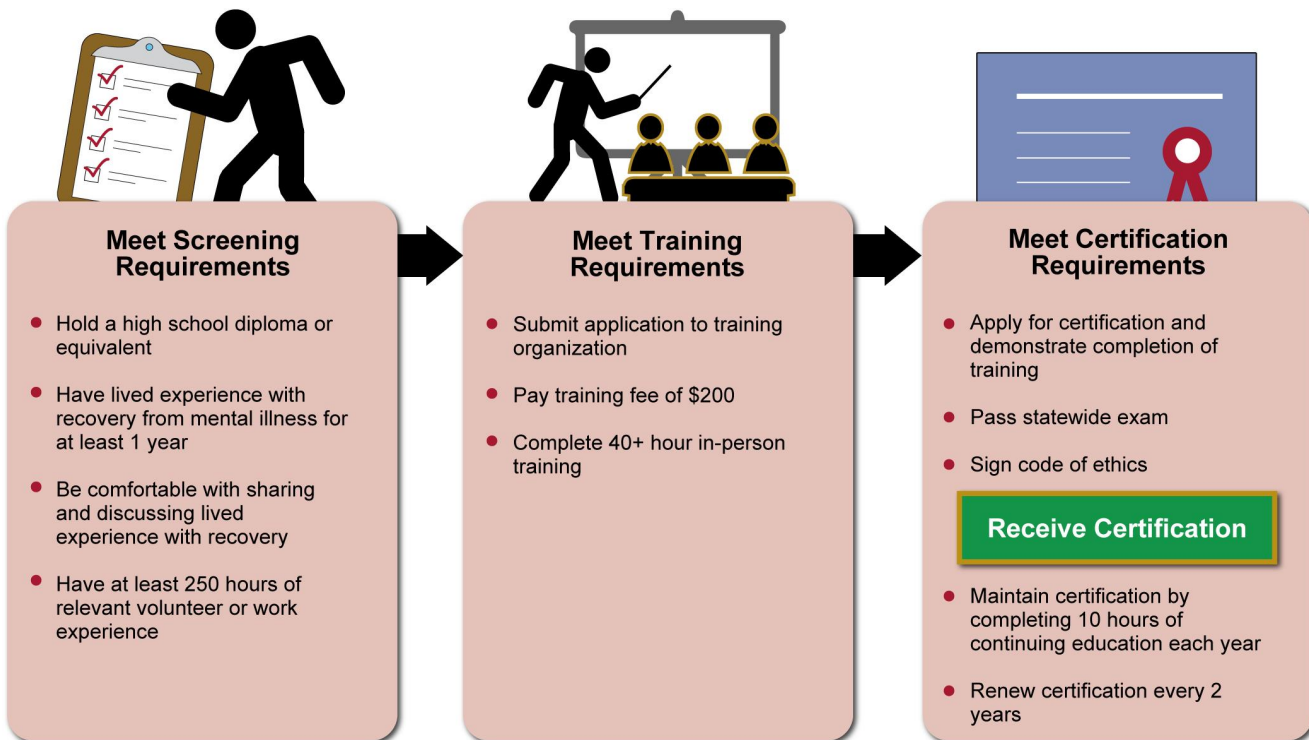 Meet Screening
Requirements
Hold a high school diploma or
equivalent
Have lived experience with
recovery from mental illness for
at least 1 year
Be comfortable with sharing
and discussing lived
experience with recovery
Have at least 250 hours of
relevant volunteer or work
experience
Meet Training
Requirements
Submit application to training
organization
Pay training fee of $200
Complete 40+ hour in-person
training
Meet Certification
Requirements
Apply for certification and
demonstrate completion of
training
Pass statewide exam
Sign code of ethics
Receive Certification
Maintain certification by
completing 10 hours of
continuing education each year
Renew certification every 2
years